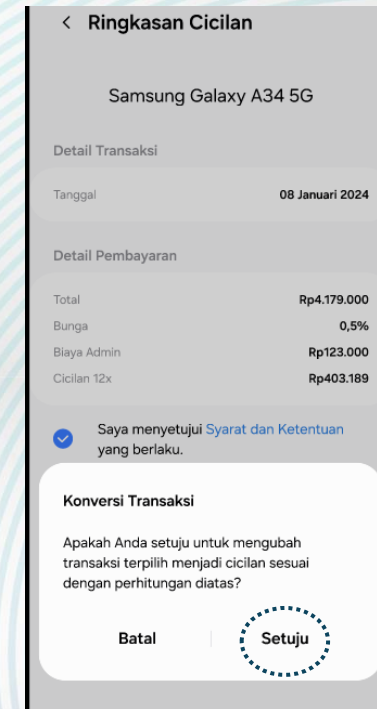 Ringkasan Cicilan
Samsung Galaxy A34 5G
Detail Transaksi
Tanggal 08 Januari 2024
Detail Pembayaran
Total Rp4.179.000
Bunga 0,5%
Biaya Admin Rp123.000
Cicilan 12x Rp403.189
Saya menyetujui Syarat dan Ketentuan
yang berlaku.
Konversi Transaksi
Apakah Anda setuju untuk mengubah
transaksi terpilih menjadi cicilan sesuai
dengan perhitungan diatas?
Batal Setuju